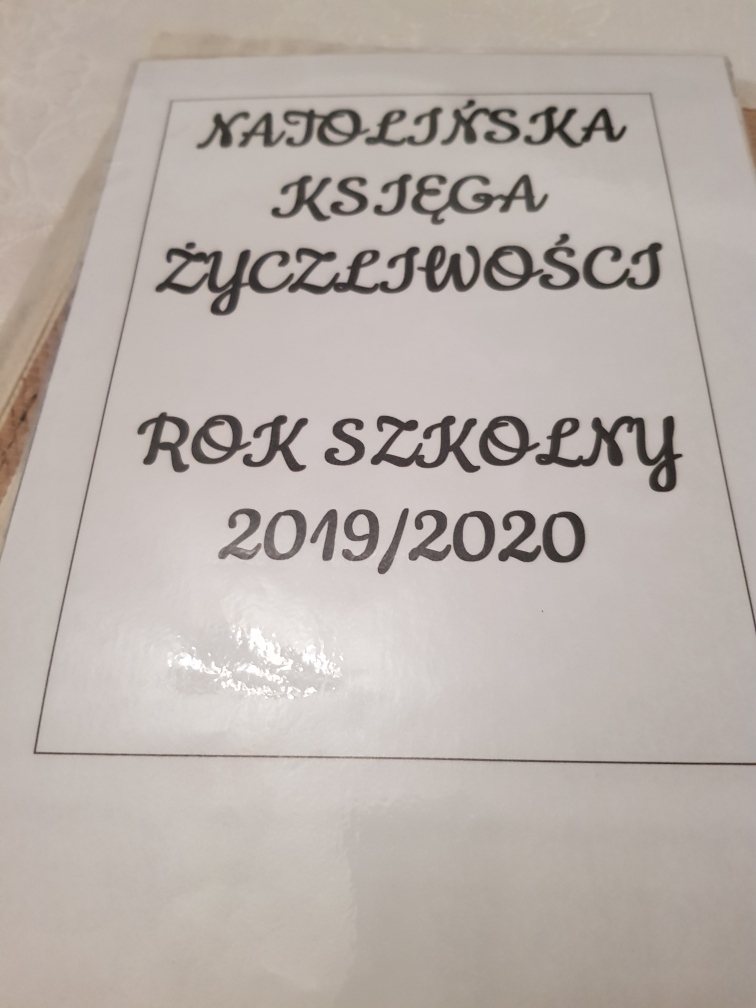 NATOLIŃSKA
KSIĘGA
ŻYCZLIWOŚCI
ROK SZKOLNY
2019/2020